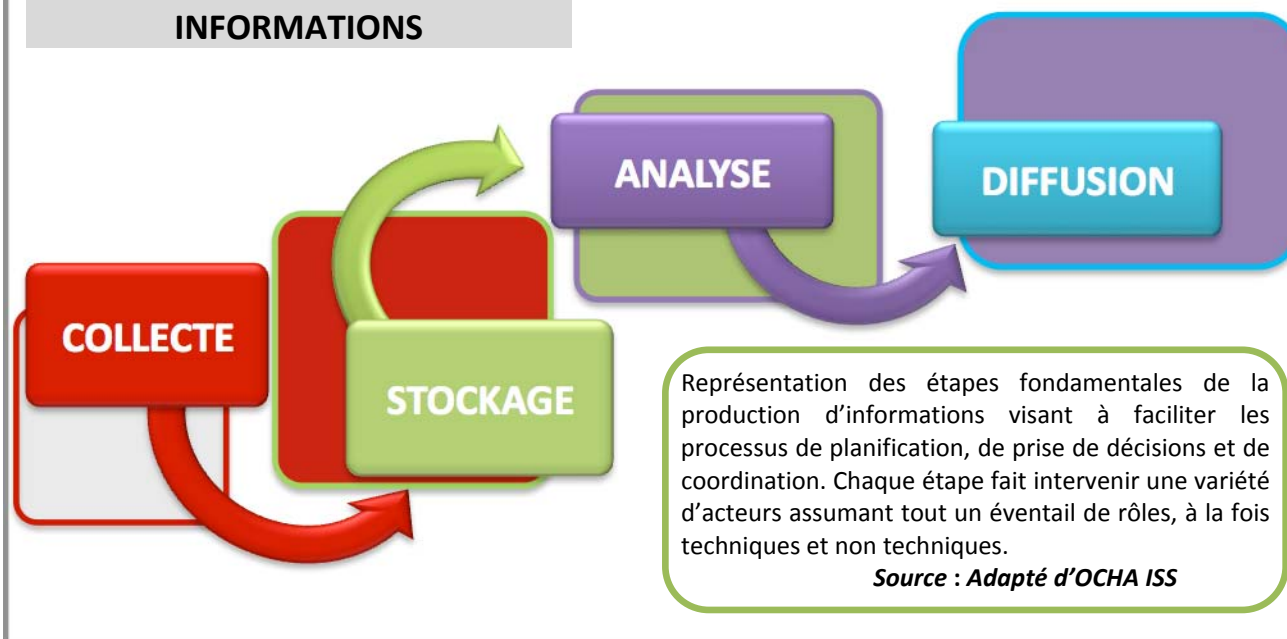 INFORMATIONS
COLLECTE
STOCKAGE
ANALYSE
DIFFUSION
Représentation des étapes fondamentales de la
production d’informations visant à faciliter les
processus de planification, de prise de décisions et de
coordination. Chaque étape fait intervenir une variété
d’acteurs assumant tout un éventail de rôles, à la fois
techniques et non techniques.
Source : Adapté d’OCHA ISS